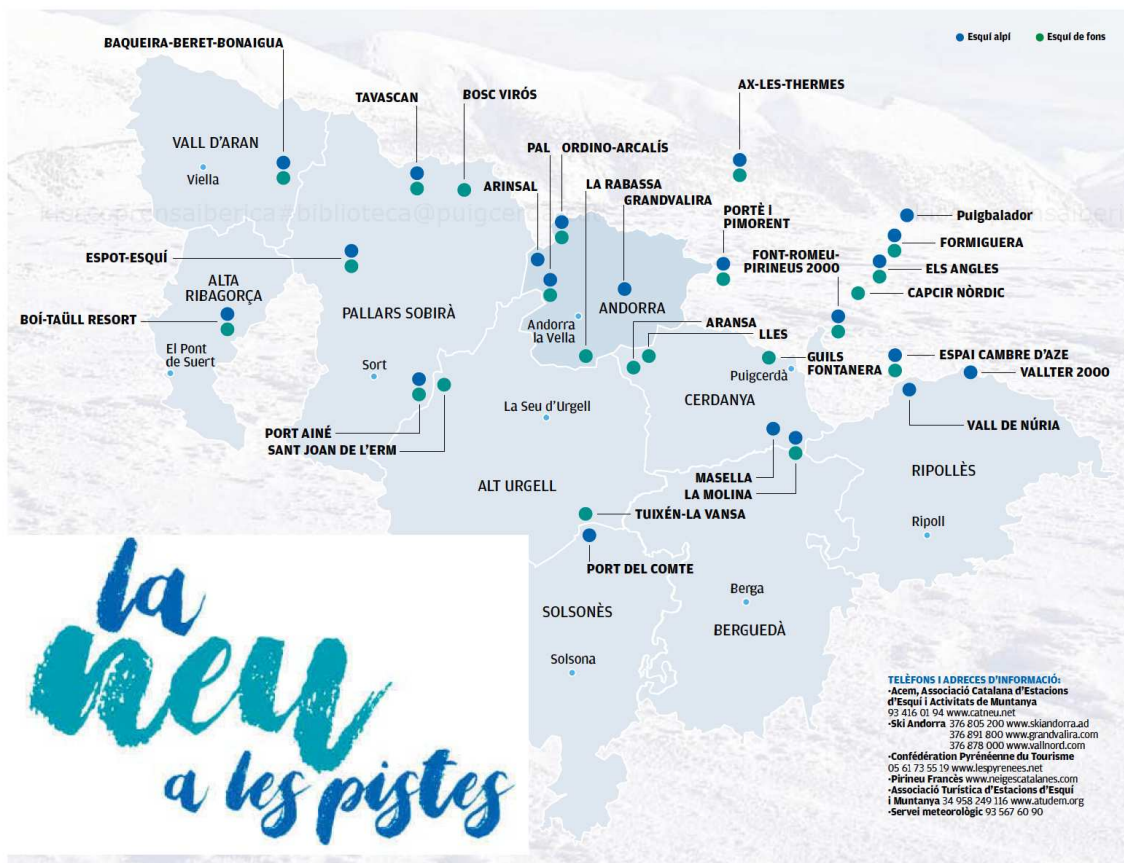 Esquí alpí
Esquí de fons
BAQUEIRA-BERET-BONAIGUA
TAVASCAN
BOSC VIRÓS
AX-LES-THERMES
VALL D’ARAN
Viella
PAL
ORDINO-ARCALÍS
ARINSAL
LA RABASSA
GRANDVALIRA
PORTÈ I
PIMORENT
Puigbalador
FORMIGUERA
FONT-ROMEU-
PIRINEUS 2000
ELS ANGLES
CAPCIR NÒRDIC
ESPOT-ESQUÍ
ALTA
RIBAGORÇA
BOÍ-TAÜLL RESORT
PALLARS SOBIRÀ
ANDORRA
Andorra
la Vella
ARANSA
LLES
El Pont
de Suert
Sort
GUILS
FONTANERA
Puigcerdà
ESPAI CAMBRE D’AZE
VALLTER 2000
CERDANYA
La Seu d’Urgell
VALL DE NÚRIA
PORT AINÉ
SANT JOAN DE L’ERM
MASELLA
LA MOLINA
RIPOLLÈS
ALT URGELL
TUIXÉN-LA VANSA
Ripoll
PORT DEL COMTE
Berga
SOLSONÈS
BERGUEDÀ
Solsona
la
neu
a les pistes
TELÈFONS I ADRECES D’INFORMACIÓ:
•Acem, Associació Catalana d’Estacions
d’Esquí i Activitats de Muntanya
93 416 01 94 www.catneu.net
•Ski Andorra 376 805 200 www.skiandorra.ad
376 891 800 www.grandvalira.com
376 878 000 www.vallnord.com
•Confédération Pyrénéenne du Tourisme
05 61 73 55 19 www.lespyrenees.net
•Pirineu Francès www.neigescatalanes.com
•Associació Turística d’Estacions d’Esquí
i Muntanya 34 958 249 116 www.atudem.org
•Servei meteorològic 93 567 60 90